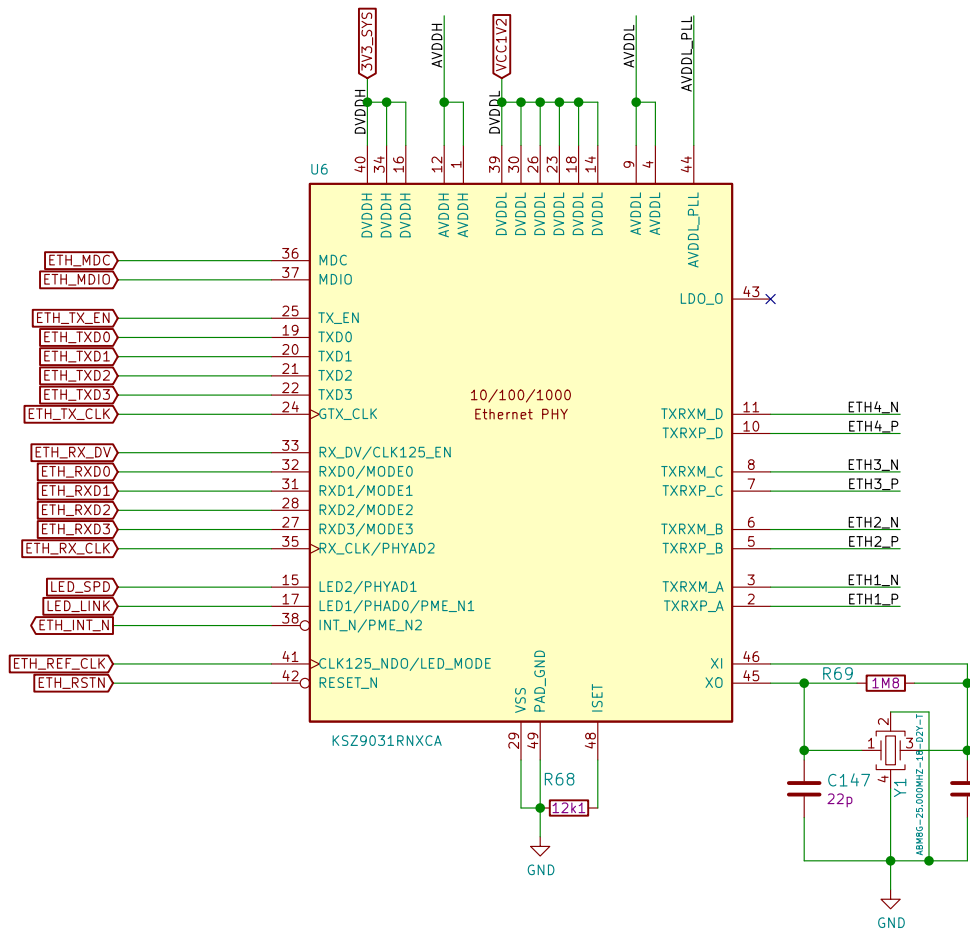 3V3_SYS
AVDDH
VCC1V2
AVDDL
AVDDL_PLL
DVDDH
DVDDL
U6
40
34
16
12
1
39
30
26
23
18
14
9
4
44
DVDDH
DVDDH
DVDDH
AVDDH
AVDDH
DVDDL
DVDDL
DVDDL
DVDDL
DVDDL
DVDDL
AVDDL
AVDDL
AVDDL_PLL
ETH_MDC 36 MDC
ETH_MDIO 37 MDIO
LDO_O 43
ETH_TX_EN 25 TX_EN
ETH_TXD0 19 TXD0
ETH_TXD1 20 TXD1
ETH_TXD2 21 TXD2
ETH_TXD3 22 TXD3
ETH_TX_CLK 24 GTX_CLK
10/100/1000
Ethernet PHY
TXRXM_D 11 ETH4_N
TXRXP_D 10 ETH4_P
ETH_RX_DV 33 RX_DV/CLK125_EN
ETH_RXD0 32 RXD0/MODE0
TXRXM_C 8 ETH3_N
ETH_RXD1 31 RXD1/MODE1
TXRXP_C 7 ETH3_P
ETH_RXD2 28 RXD2/MODE2
ETH_RXD3 27 RXD3/MODE3
TXRXM_B 6 ETH2_N
ETH_RX_CLK 35 RX_CLK/PHYAD2
TXRXP_B 5 ETH2_P
LED_SPD 15 LED2/PHYAD1
TXRXM_A 3 ETH1_N
LED_LINK 17 LED1/PHAD0/PME_N1
TXRXP_A 2 ETH1_P
ETH_INT_N 38 INT_N/PME_N2
ETH_REF_CLK 41 CLK125_NDO/LED_MODE
XI 46
ETH_RSTN 42 RESET_N
XO 45
R69
1M8
VSS
PAD_GND
ISET
KSZ9031RNXCA
29
49
48
R68
12k1
GND
2
1
3
4
Y1
ABM8G-25.000MHZ-18-D2Y-T
C147
22p
GND